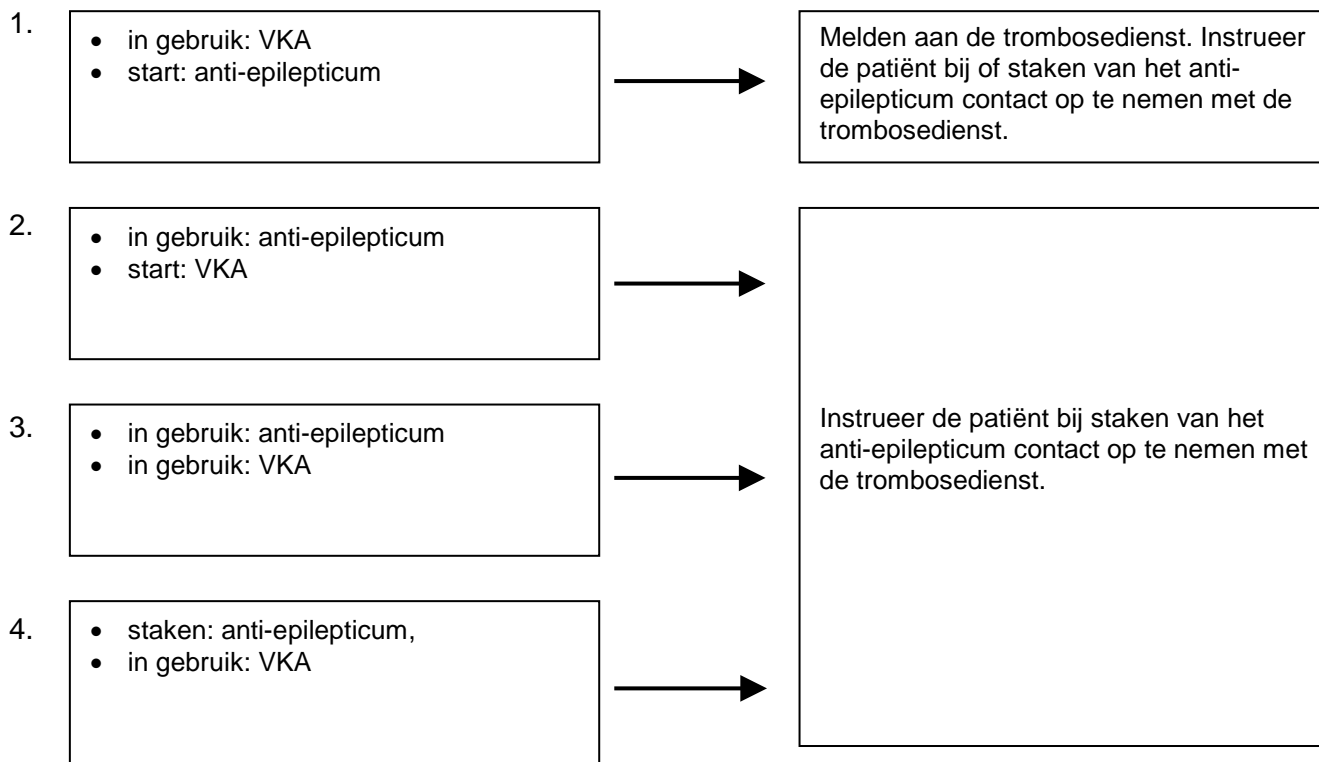 1.
• in gebruik: VKA
• start: anti-epilepticum
Melden aan de trombosedienst. Instrueer
de patiënt bij of staken van het anti-
epilepticum contact op te nemen met de
trombosedienst.
2.
• in gebruik: anti-epilepticum
• start: VKA
3.
• in gebruik: anti-epilepticum
• in gebruik: VKA
Instrueer de patiënt bij staken van het
anti-epilepticum contact op te nemen met
de trombosedienst.
4.
• staken: anti-epilepticum,
• in gebruik: VKA